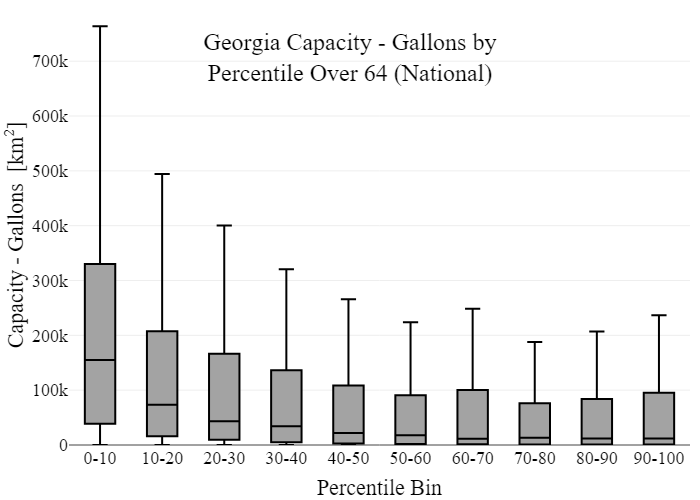 Georgia Capacity - Gallons by
Percentile Over 64 (National)
Capacity - Gallons [km²]
700k
600k
500k
400k
300k
200k
100k
0
0-10 10-20 20-30 30-40 40-50 50-60 60-70 70-80 80-90 90-100
Percentile Bin